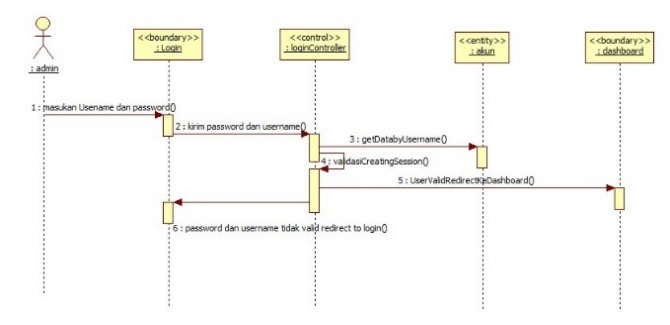 <<boundary>>
: Login
<<control>>
: loginController
<<entity>>
: akun
<<boundary>>
: dashboard
: admin
1 : masukan Usename dan password()
2 : kirim password dan username()
3 : getDatabyUsername()
4 : validasiCreatingSession()
5 : UserValidRedirectKeDashboard()
6 : password dan username tidak valid redirect to login()